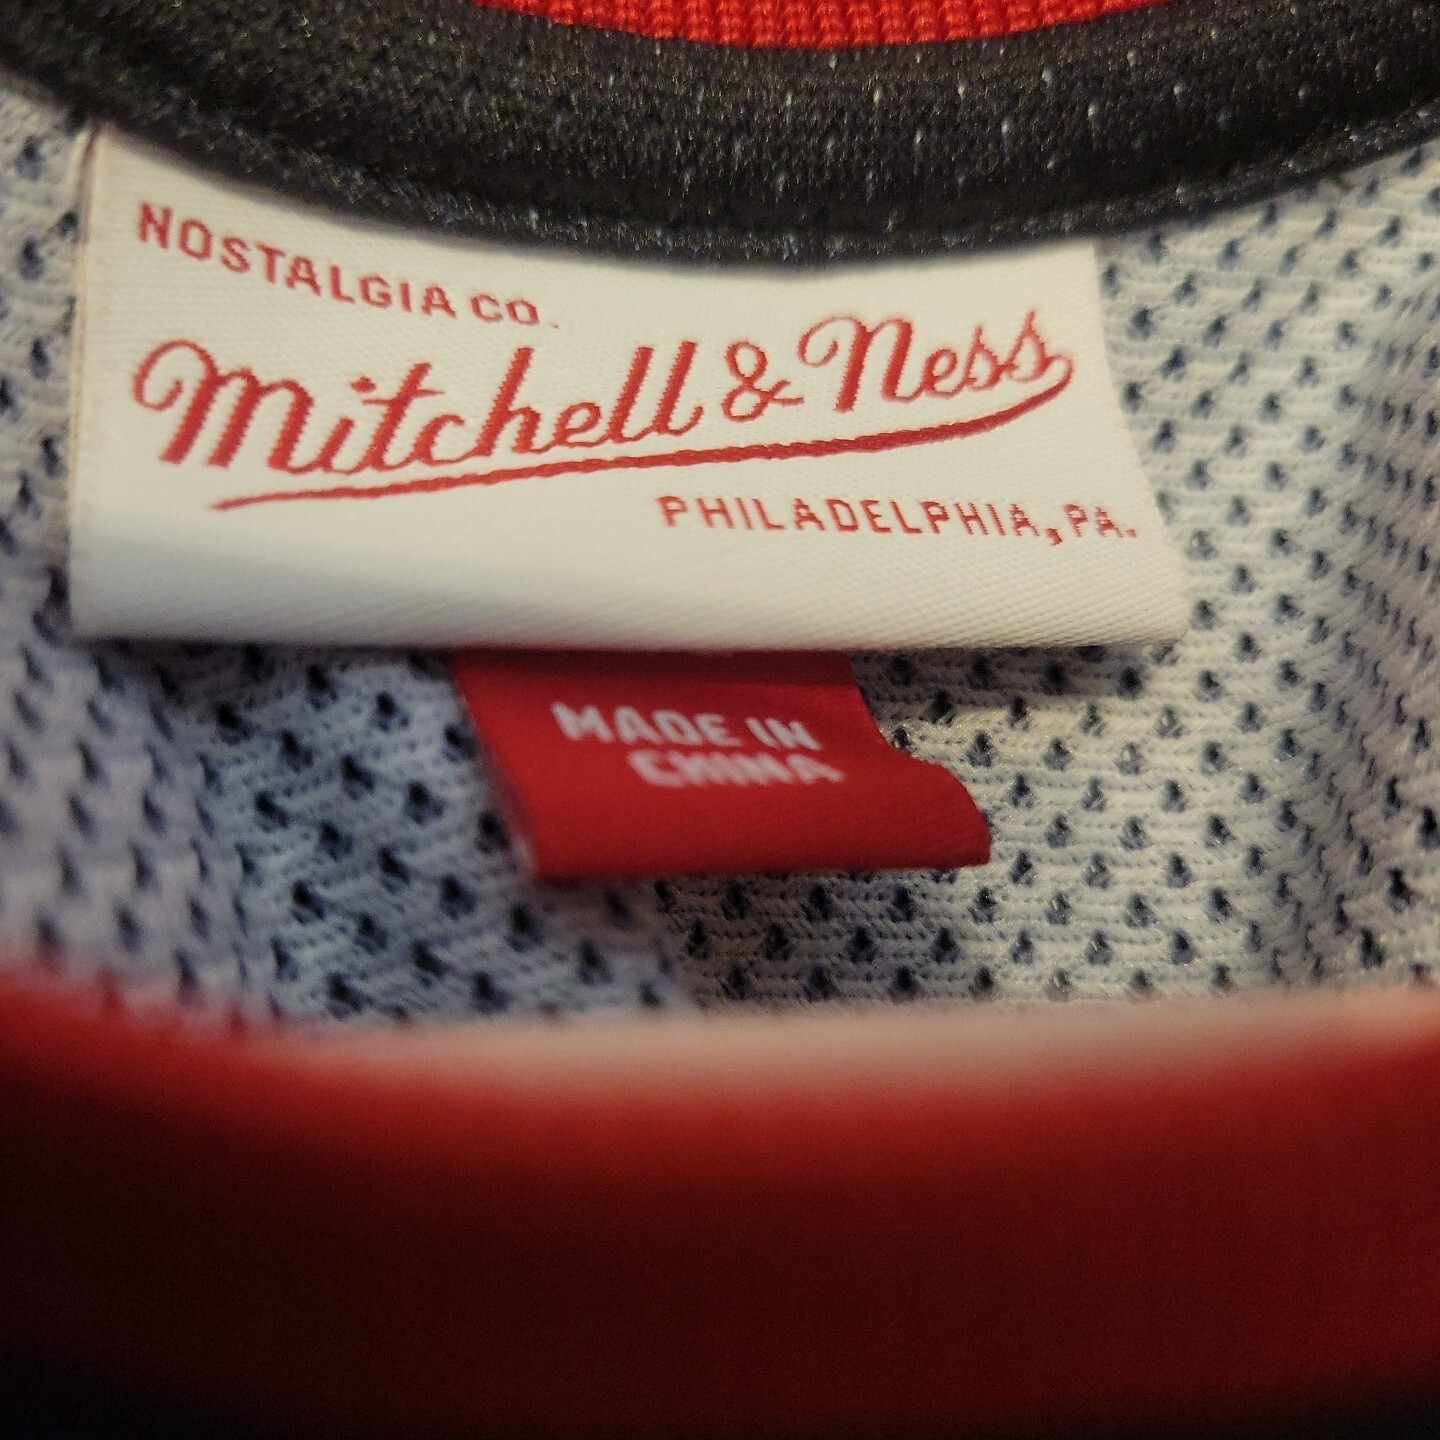 NOSTALGIA CO.
Mitchell & Ness
PHILADELPHIA, PA.
MADE IN
CHINA